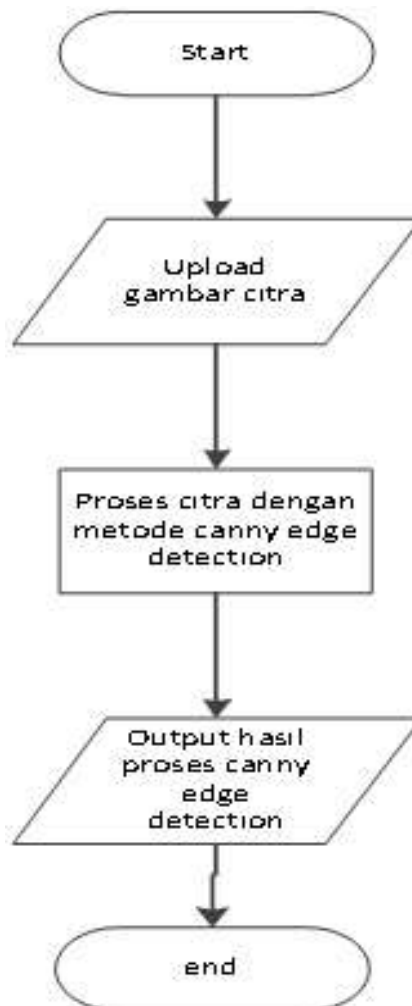 Start
Upload
gambar citra
Proses citra dengan
metode canny edge
detection
Output hasil
proses canny
edge
detection
end